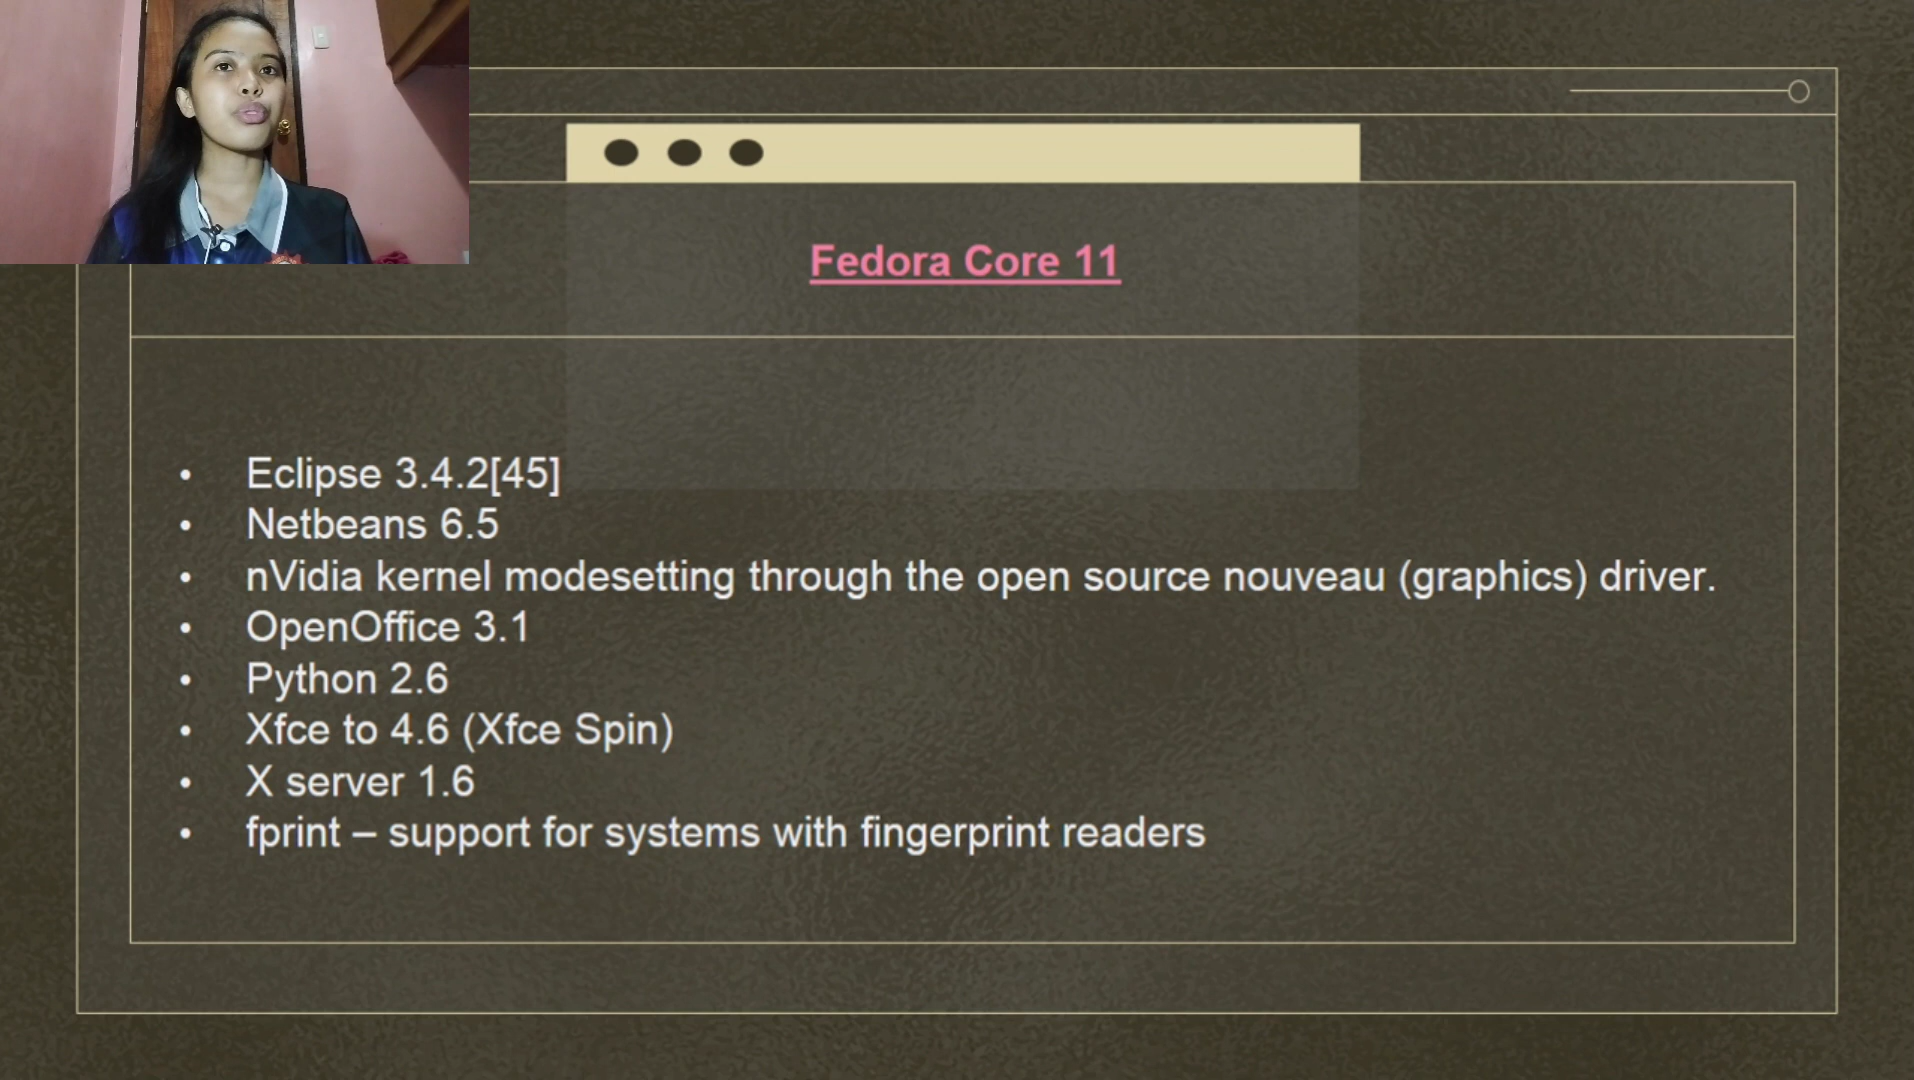 Fedora Core 11
• Eclipse 3.4.2[45]
• Netbeans 6.5
• nVidia kernel modesetting through the open source nouveau (graphics) driver.
• OpenOffice 3.1
• Python 2.6
• Xfce to 4.6 (Xfce Spin)
• X server 1.6
• fprint – support for systems with fingerprint readers